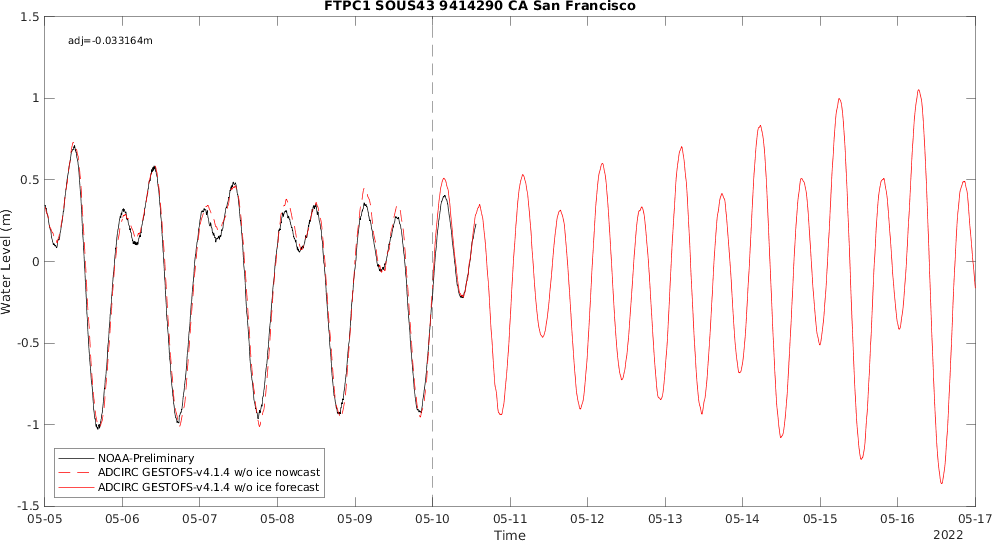 FTPC1 SOUS43 9414290 CA San Francisco
adj=-0.033164m
1.5
1
0.5
0
-0.5
-1
-1.5
Water Level (m)
NOAA-Preliminary
ADCIRC GESTOFS-v4.1.4 w/o ice nowcast
ADCIRC GESTOFS-v4.1.4 w/o ice forecast
05-05 05-06 05-07 05-08 05-09 05-10 05-11 05-12 05-13 05-14 05-15 05-16 05-17
Time
2022